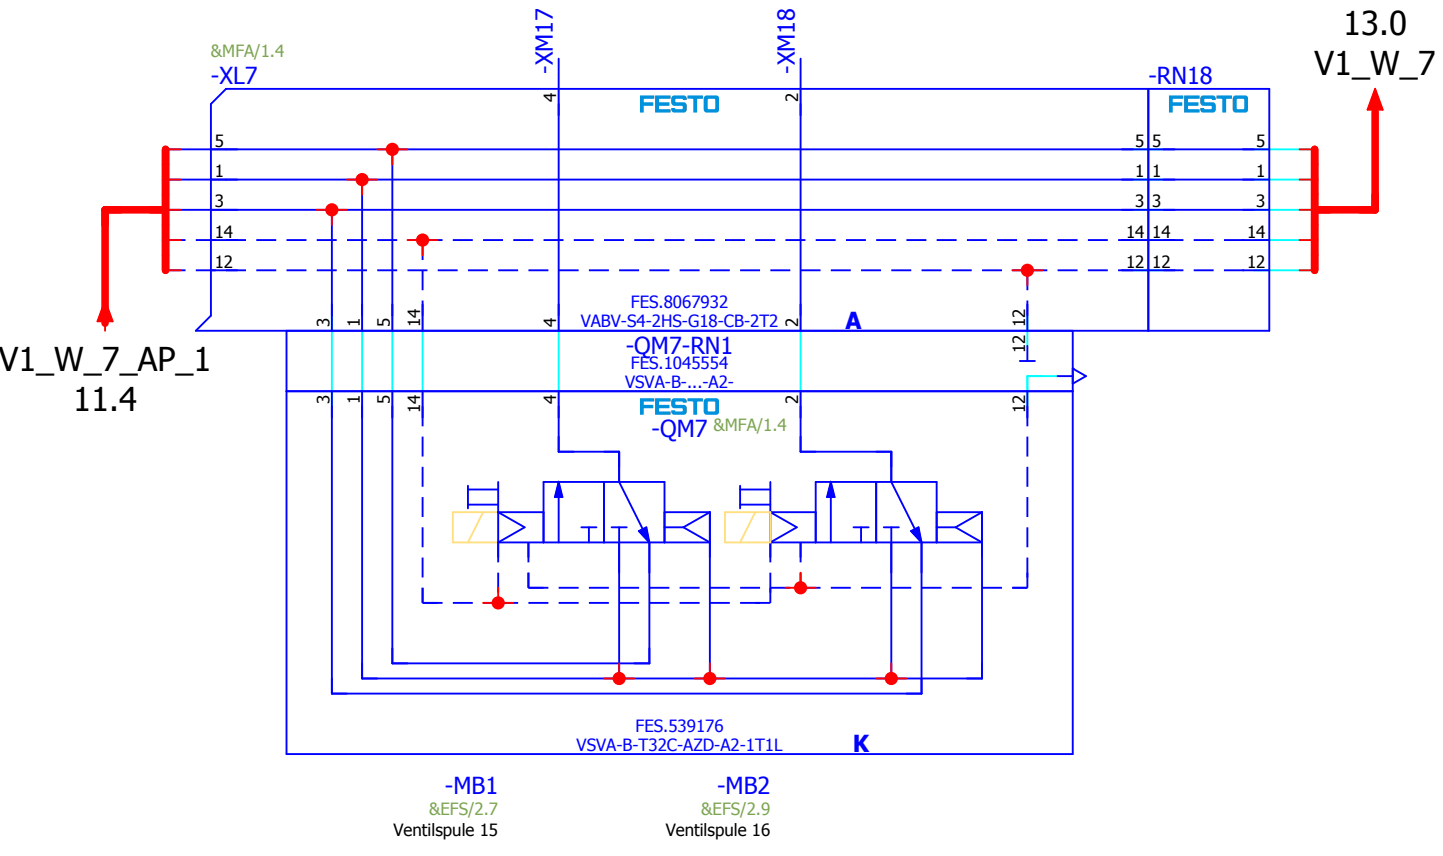 -XM17
-XM18
13.0
V1_W_7
&MFA/1.4
-XL7
-RN18
4
FESTO
2
FESTO
5
5 5
5
1
1 1
1
3
3 3
3
14
14 14
14
12
12 12
12
FES.8067932
VABV-S4-2HS-G18-CB-2T2
A
3
1
5
14
4
2
12
V1_W_7_AP_1
11.4
-QM7-RN1
FES.1045554
VSVA-B-...-A2-
12
3
1
5
14
4
FESTO
2
12
-QM7
&MFA/1.4
FES.539176
VSVA-B-T32C-AZD-A2-1T1L
K
-MB1
&EFS/2.7
Ventilspule 15
-MB2
&EFS/2.9
Ventilspule 16